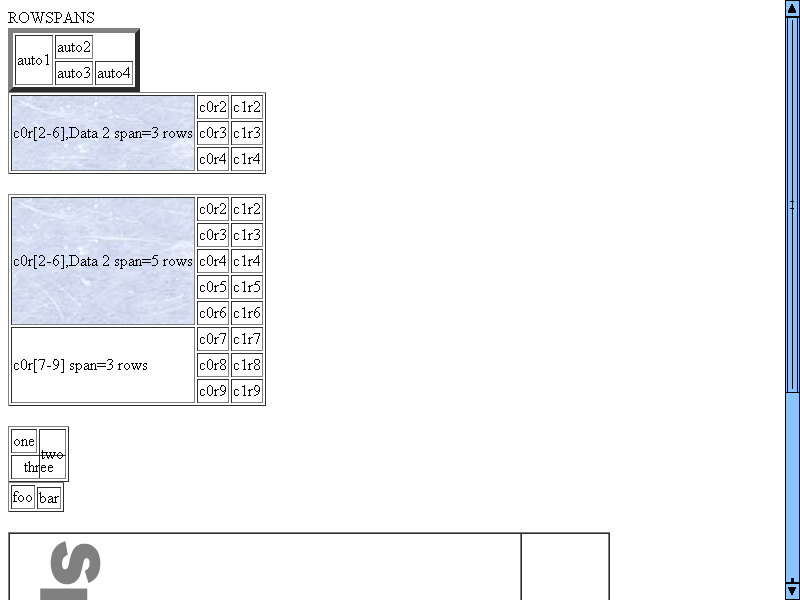 ROWSPANS
auto1 auto2
auto3 auto4
c0r[2-6],Data 2 span=3 rows c0r2 c1r2
c0r3 c1r3
c0r4 c1r4
c0r[2-6],Data 2 span=5 rows c0r2 c1r2
c0r3 c1r3
c0r4 c1r4
c0r5 c1r5
c0r6 c1r6
c0r[7-9] span=3 rows c0r7 c1r7
c0r8 c1r8
c0r9 c1r9
one two
three
foo bar